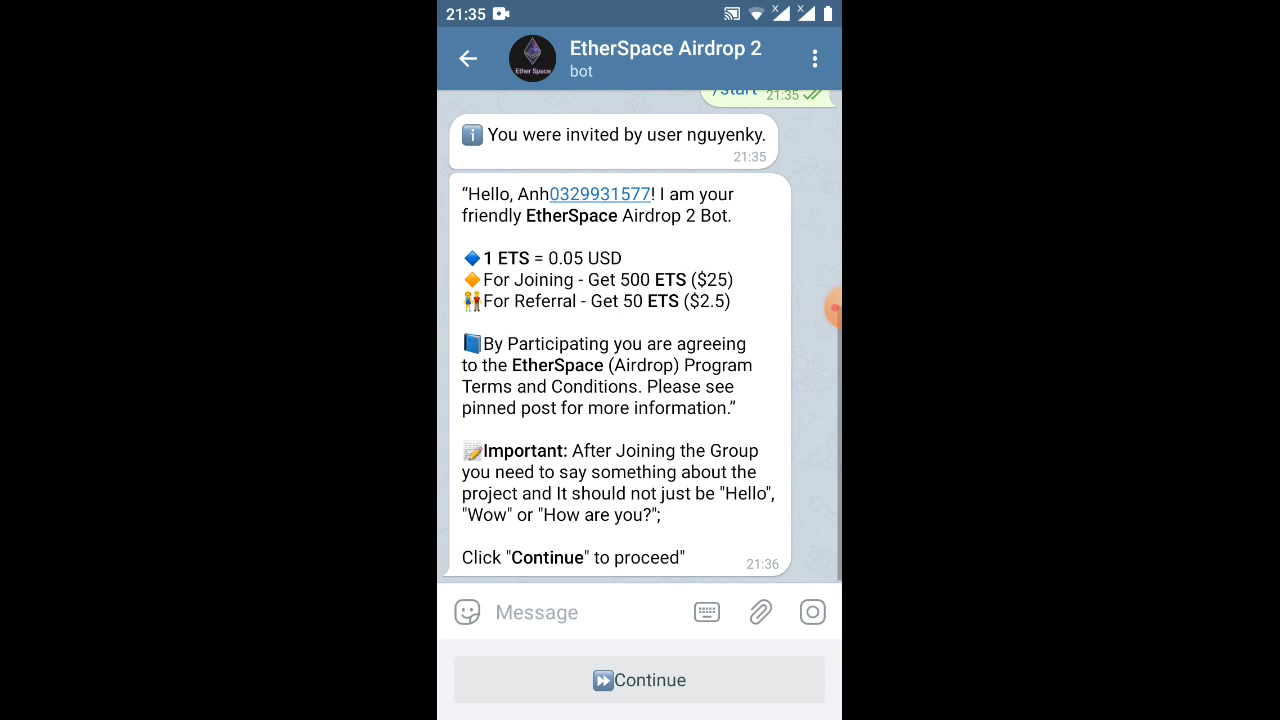 21:35
EtherSpace Airdrop 2
Ether Space
bot
/start 21:35
You were invited by user nguyenky.
21:35
“Hello, Anh0329931577! I am your
friendly EtherSpace Airdrop 2 Bot.
1 ETS = 0.05 USD
For Joining - Get 500 ETS ($25)
For Referral - Get 50 ETS ($2.5)
By Participating you are agreeing
to the EtherSpace (Airdrop) Program
Terms and Conditions. Please see
pinned post for more information.”
Important: After Joining the Group
you need to say something about the
project and It should not just be "Hello",
"Wow" or "How are you?";
Click "Continue" to proceed"
21:36
Message
Continue